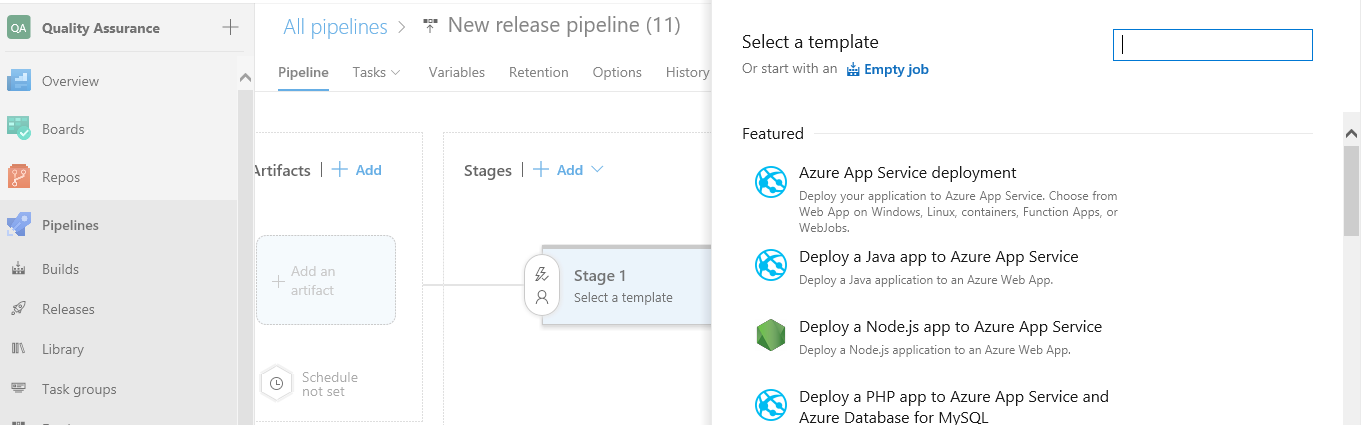 QA Quality Assurance
Overview
Boards
Repos
Pipelines
Builds
Releases
Library
Task groups
All pipelines > New release pipeline (11)
Pipeline Tasks Variables Retention Options History
Artifacts | + Add
Add an
artifact
Schedule
not set
Stages | + Add
Stage 1
Select a template
Select a template
Or start with an Empty job
Featured
Azure App Service deployment
Deploy your application to Azure App Service. Choose from
Web App on Windows, Linux, containers, Function Apps, or
WebJobs.
Deploy a Java app to Azure App Service
Deploy a Java application to an Azure Web App.
Deploy a Node.js app to Azure App Service
Deploy a Node.js application to an Azure Web App.
Deploy a PHP app to Azure App Service and
Azure Database for MySQL